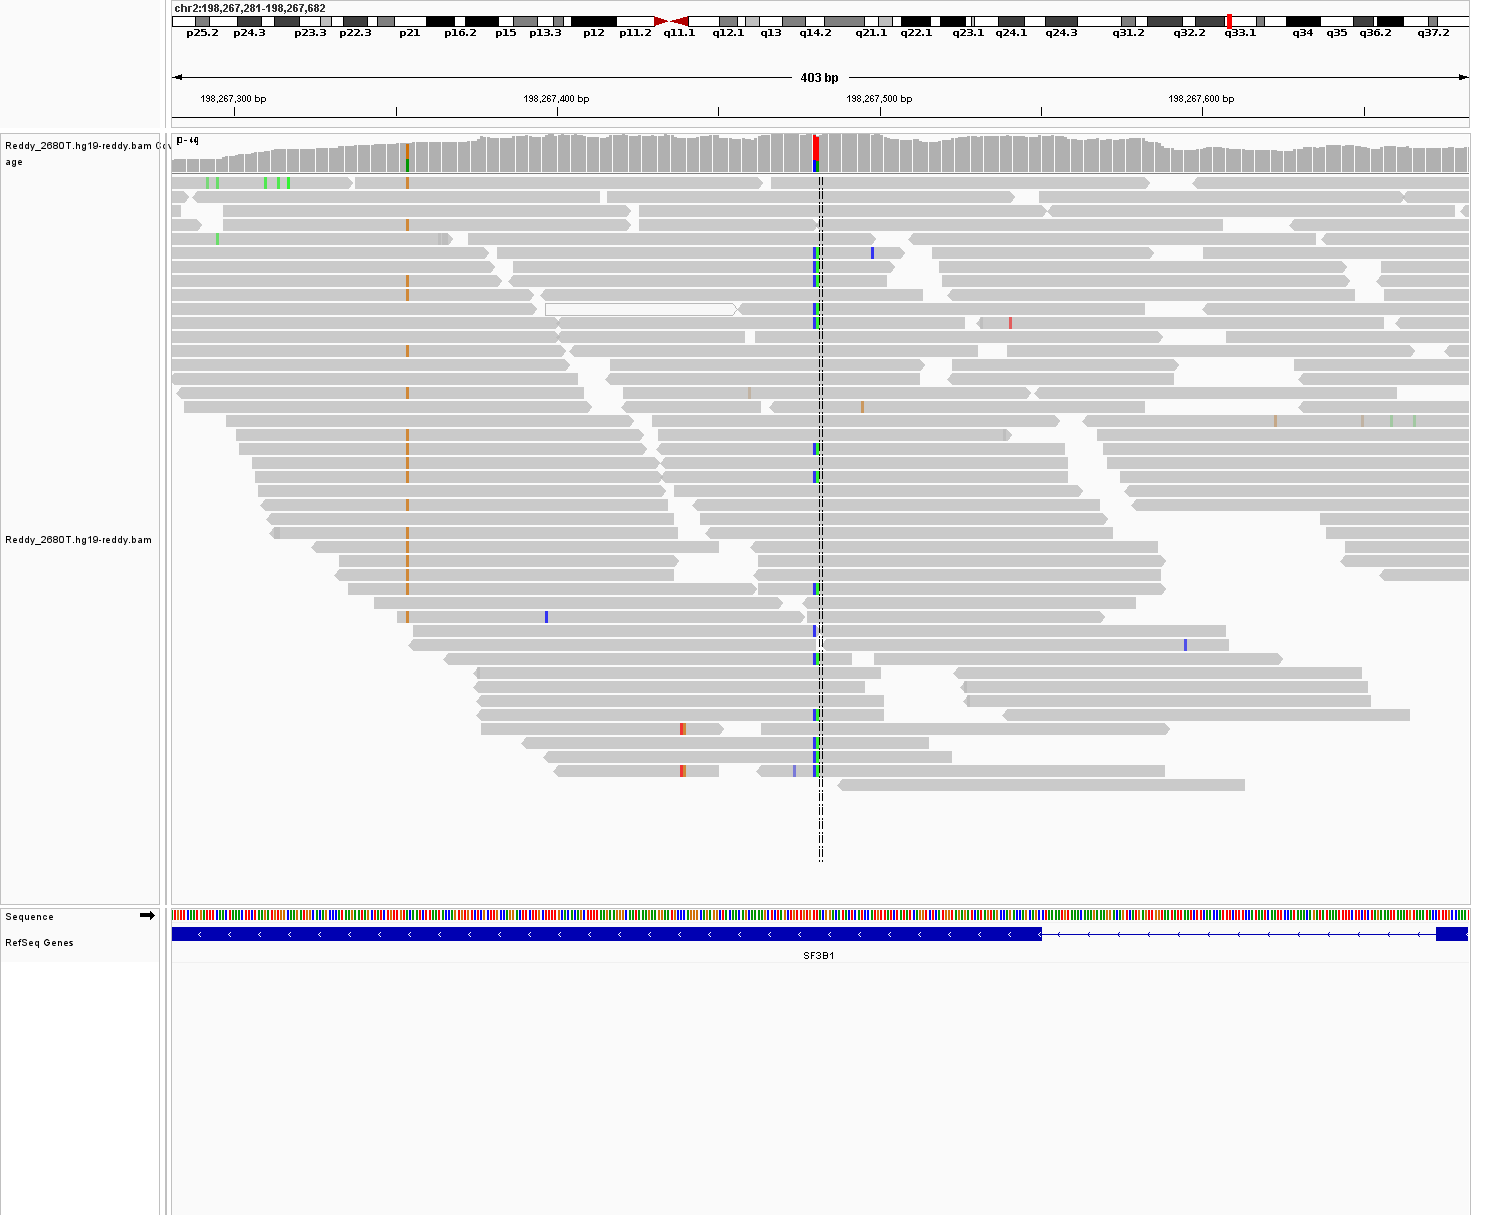 chr2:198,267,281-198,267,682
p25.2 p24.3 p23.3 p22.3 p21 p16.2 p15 p13.3 p12 p11.2 q11.1 q12.1 q13 q14.2 q21.1 q22.1 q23.1 q24.1 q24.3 q31.2 q32.2 q33.1 q34 q35 q36.2 q37.2
403 bp
198,267,300 bp 198,267,400 bp 198,267,500 bp 198,267,600 bp
Reddy_2680T.hg19-reddy.bam Cov
age
Reddy_2680T.hg19-reddy.bam
Sequence
RefSeq Genes
SF3B1